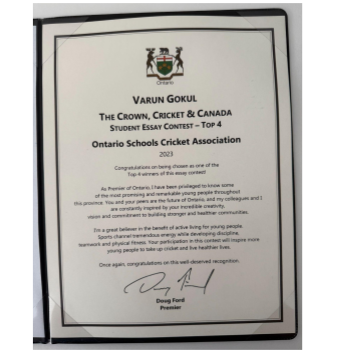 Ontario
VARUN GOKUL
THE CROWN, CRICKET & CANADA
STUDENT ESSAY CONTEST – TOP 4
Ontario Schools Cricket Association
2023
Congratulations on being chosen as one of the
Top 4 winners of this essay contest!
As Premier of Ontario, I have been privileged to know some
of the most promising and remarkable young people throughout
this province. You and your peers are the future of Ontario, and my colleagues and I
are constantly inspired by your incredible creativity,
vision and commitment to building stronger and healthier communities.
I'm a great believer in the benefit of active living for young people.
Sports channel tremendous energy while developing discipline,
teamwork and physical fitness. Your participation in this contest will inspire more
young people to take up cricket and live healthier lives.
Once again, congratulations on this well-deserved recognition.
Doug Ford
Doug Ford
Premier